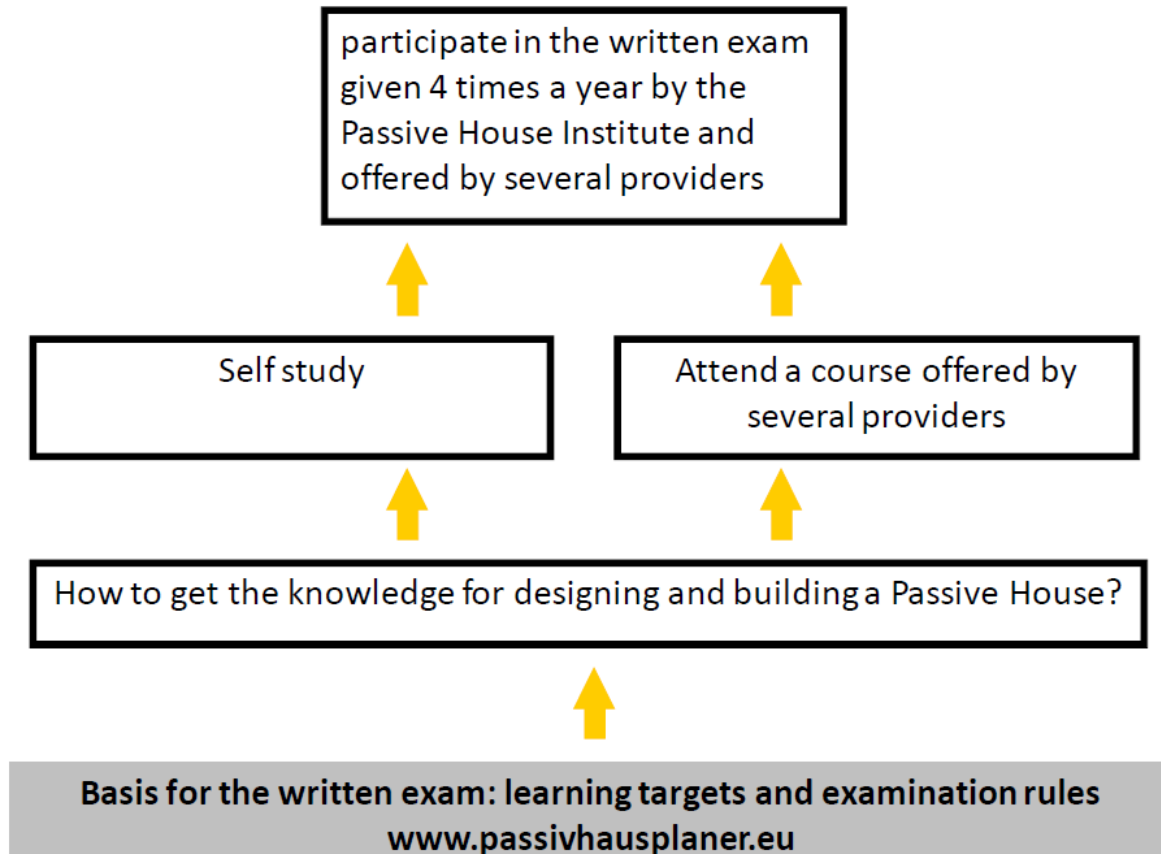 participate in the written exam
given 4 times a year by the
Passive House Institute and
offered by several providers
Self study
Attend a course offered by
several providers
How to get the knowledge for designing and building a Passive House?
Basis for the written exam: learning targets and examination rules
www.passivhausplaner.eu